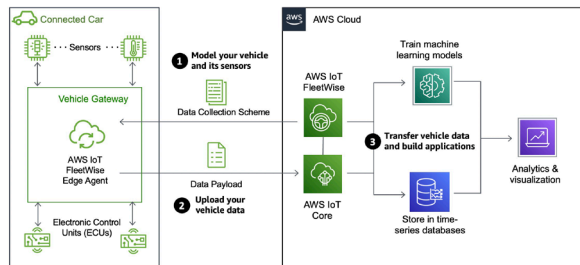 Connected Car
Sensors
Vehicle Gateway
AWS IoT
FleetWise
Edge Agent
Electronic Control
Units (ECUs)
1 Model your vehicle
and its sensors
Data Collection Scheme
Data Payload
2 Upload your
vehicle data
aws
AWS Cloud
AWS IoT
FleetWise
AWS IoT
Core
Train machine
learning models
3 Transfer vehicle data
and build applications
Store in time-
series databases
Analytics &
visualization